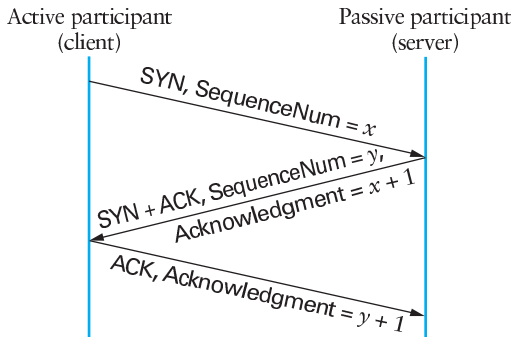 Active participant
(client)
Passive participant
(server)
SYN, SequenceNum = x
SYN + ACK, SequenceNum = y,
Acknowledgment = x + 1
ACK, Acknowledgment = y + 1